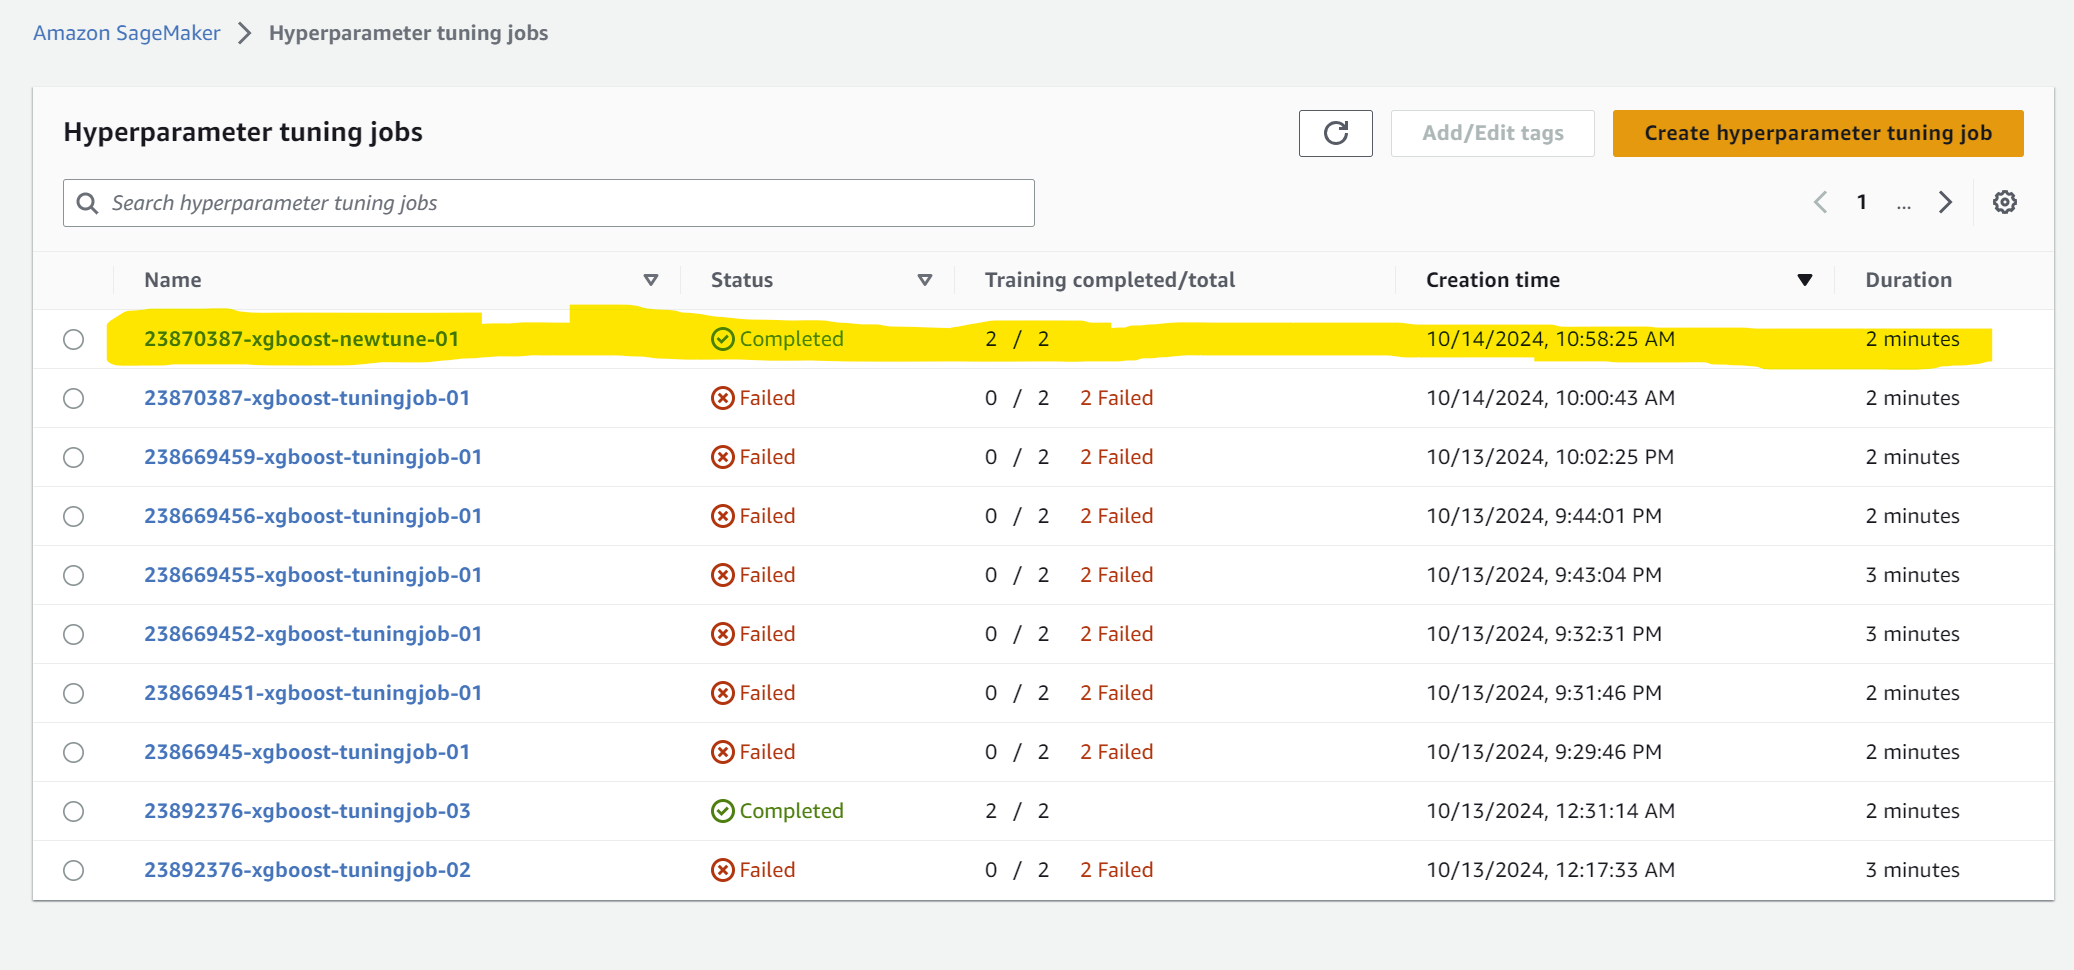 Amazon SageMaker > Hyperparameter tuning jobs
Hyperparameter tuning jobs
Add/Edit tags
Create hyperparameter tuning job
Search hyperparameter tuning jobs
1 ...
Name Status Training completed/total Creation time Duration
23870387-xgboost-newtune-01 Completed 2 / 2 10/14/2024, 10:58:25 AM 2 minutes
23870387-xgboost-tuningjob-01 Failed 0 / 2 2 Failed 10/14/2024, 10:00:43 AM 2 minutes
238669459-xgboost-tuningjob-01 Failed 0 / 2 2 Failed 10/13/2024, 10:02:25 PM 2 minutes
238669456-xgboost-tuningjob-01 Failed 0 / 2 2 Failed 10/13/2024, 9:44:01 PM 2 minutes
238669455-xgboost-tuningjob-01 Failed 0 / 2 2 Failed 10/13/2024, 9:43:04 PM 3 minutes
238669452-xgboost-tuningjob-01 Failed 0 / 2 2 Failed 10/13/2024, 9:32:31 PM 3 minutes
238669451-xgboost-tuningjob-01 Failed 0 / 2 2 Failed 10/13/2024, 9:31:46 PM 2 minutes
23866945-xgboost-tuningjob-01 Failed 0 / 2 2 Failed 10/13/2024, 9:29:46 PM 2 minutes
23892376-xgboost-tuningjob-03 Completed 2 / 2 10/13/2024, 12:31:14 AM 2 minutes
23892376-xgboost-tuningjob-02 Failed 0 / 2 2 Failed 10/13/2024, 12:17:33 AM 3 minutes